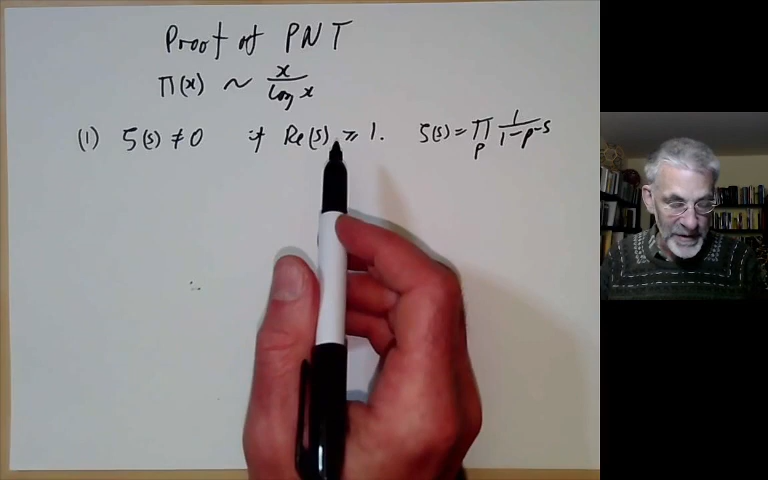 Proof of PNT
Π(x) ~ x / log x
(1) ζ(s) ≠ 0 if Re(s) ≥ 1. ζ(s) = ∏_p 1 / (1 - p^{-s})